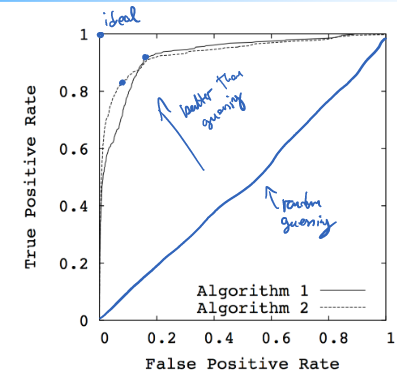 ideal
1
0.8
0.6
0.4
0.2
0
0 0.2 0.4 0.6 0.8 1
True Positive Rate
False Positive Rate
better than
guessing
random
guessing
Algorithm 1
Algorithm 2